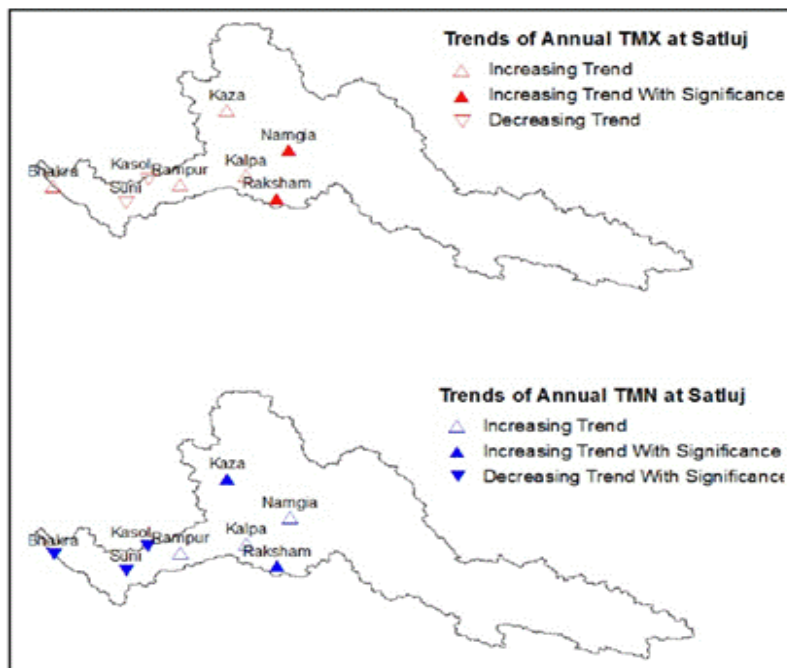 Trends of Annual TMX at Satluj
Increasing Trend
Increasing Trend With Significance
Decreasing Trend
Kaza
Namgia
Kasol
Bhakra
Rampur
Kalpa
Suni
Raksham
Trends of Annual TMN at Satluj
Increasing Trend
Increasing Trend With Significance
Decreasing Trend With Significance
Kaza
Namgia
Kasol
Bhakra
Rampur
Kalpa
Suni
Raksham